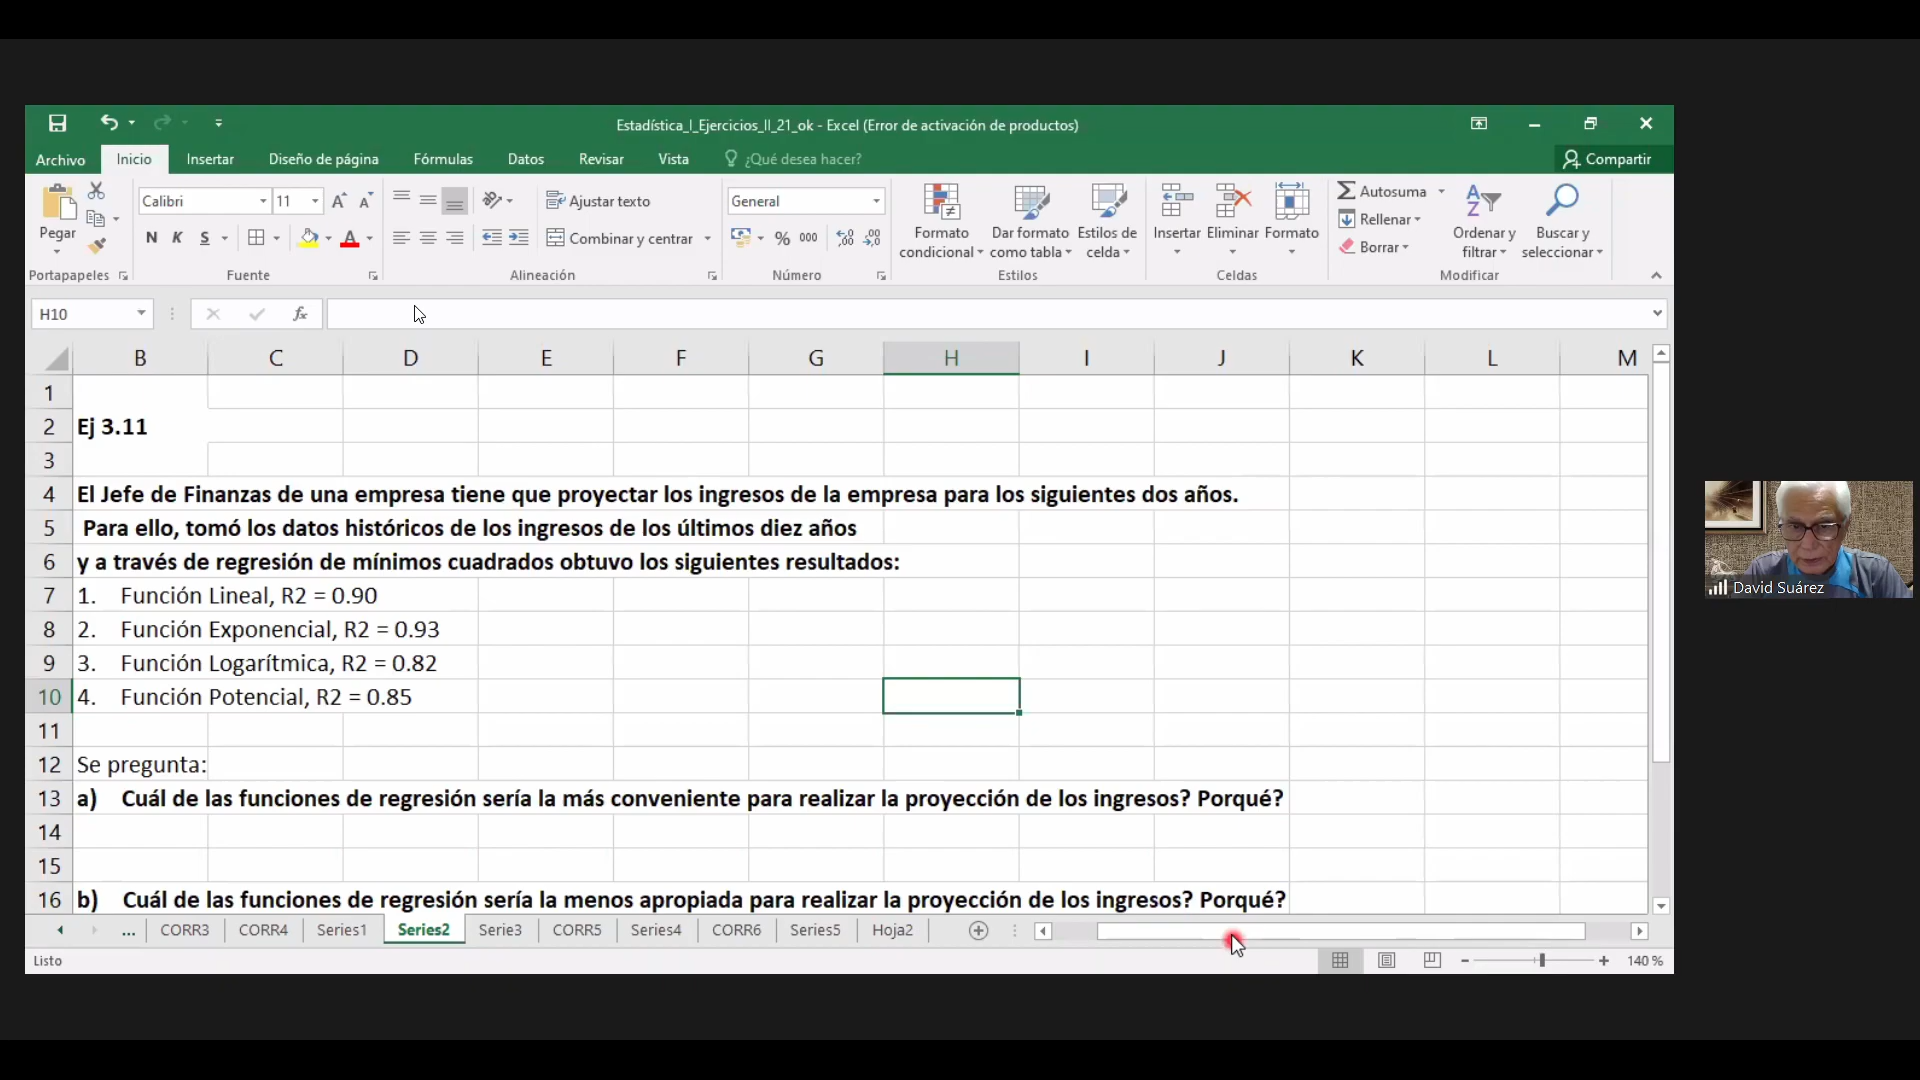 Estadística_I_Ejercicios_II_21_ok - Excel (Error de activación de productos)
Archivo Inicio Insertar Diseño de página Fórmulas Datos Revisar Vista ¿Qué desea hacer? Compartir
Calibri 11 Ajustar texto General Autosuma
Pegar Formato condicional Dar formato como tabla Estilos de celda Insertar Eliminar Formato Rellenar Ordenar y filtrar Buscar y seleccionar
N K S A Combinar y centrar % 000 Borrar
Portapapeles Fuente Alineación Número Estilos Celdas Modificar
H10 fx
B C D E F G H I J K L M
1
2 Ej 3.11
3
4 El Jefe de Finanzas de una empresa tiene que proyectar los ingresos de la empresa para los siguientes dos años.
5 Para ello, tomó los datos históricos de los ingresos de los últimos diez años
6 y a través de regresión de mínimos cuadrados obtuvo los siguientes resultados:
7 1. Función Lineal, R2 = 0.90
8 2. Función Exponencial, R2 = 0.93
9 3. Función Logarítmica, R2 = 0.82
10 4. Función Potencial, R2 = 0.85
11
12 Se pregunta:
13 a) Cuál de las funciones de regresión sería la más conveniente para realizar la proyección de los ingresos? Porqué?
14
15
16 b) Cuál de las funciones de regresión sería la menos apropiada para realizar la proyección de los ingresos? Porqué?
... CORR3 CORR4 Series1 Series2 Serie3 CORR5 Series4 CORR6 Series5 Hoja2
Listo 140 %
David Suárez